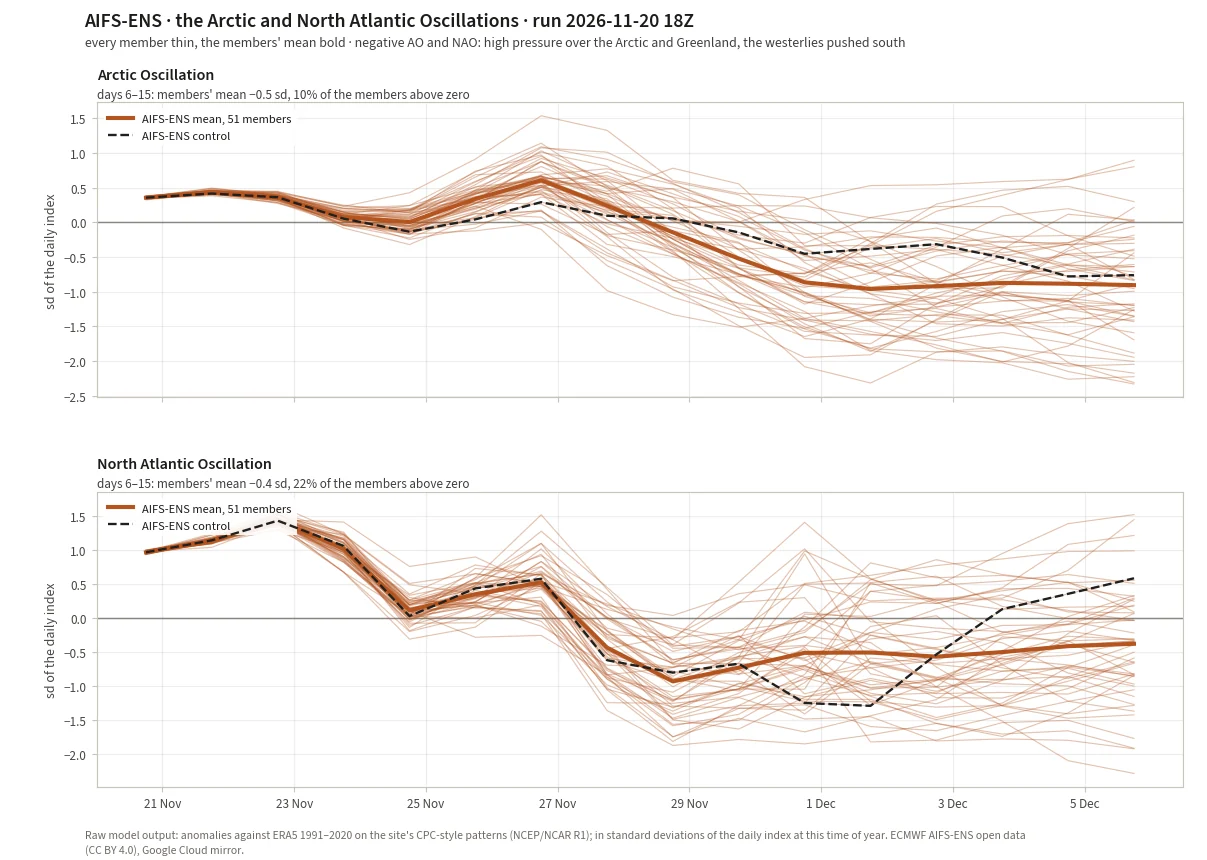 AIFS-ENS · the Arctic and North Atlantic Oscillations · run 2026-11-20 18Z
every member thin, the members' mean bold · negative AO and NAO: high pressure over the Arctic and Greenland, the westerlies pushed south
Arctic Oscillation
days 6–15: members' mean −0.5 sd, 10% of the members above zero
AIFS-ENS mean, 51 members
AIFS-ENS control
1.5
1.0
0.5
0.0
−0.5
−1.0
−1.5
−2.0
−2.5
sd of the daily index
North Atlantic Oscillation
days 6–15: members' mean −0.4 sd, 22% of the members above zero
AIFS-ENS mean, 51 members
AIFS-ENS control
1.5
1.0
0.5
0.0
−0.5
−1.0
−1.5
−2.0
sd of the daily index
21 Nov 23 Nov 25 Nov 27 Nov 29 Nov 1 Dec 3 Dec 5 Dec
Raw model output: anomalies against ERA5 1991–2020 on the site's CPC-style patterns (NCEP/NCAR R1); in standard deviations of the daily index at this time of year. ECMWF AIFS-ENS open data
(CC BY 4.0), Google Cloud mirror.